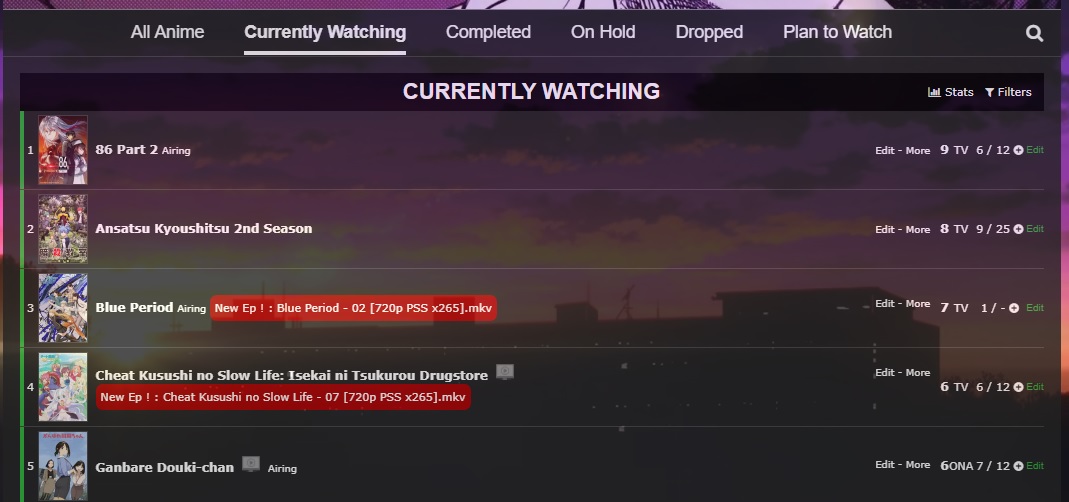 All Anime Currently Watching Completed On Hold Dropped Plan to Watch
CURRENTLY WATCHING Stats Filters
1 86 Part 2 Airing Edit - More 9 TV 6 / 12 Edit
2 Ansatsu Kyoushitsu 2nd Season Edit - More 8 TV 9 / 25 Edit
3 Blue Period Airing New Ep ! : Blue Period - 02 [720p PSS x265].mkv Edit - More 7 TV 1 / - Edit
4 Cheat Kusushi no Slow Life: Isekai ni Tsukurou Drugstore Edit - More
New Ep ! : Cheat Kusushi no Slow Life - 07 [720p PSS x265].mkv 6 TV 6 / 12 Edit
5 Ganbare Douki-chan Airing Edit - More 6 ONA 7 / 12 Edit